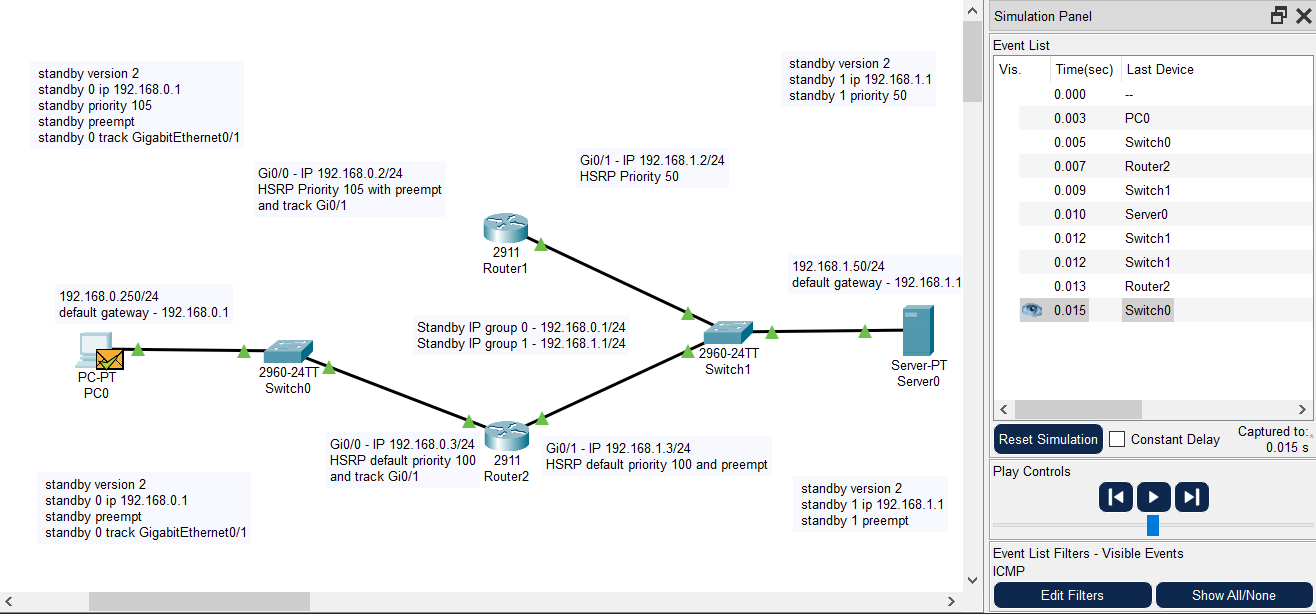 Simulation Panel
Event List
Vis. Time(sec) Last Device
0.000 --
0.003 PC0
0.005 Switch0
0.007 Router2
0.009 Switch1
0.010 Server0
0.012 Switch1
0.012 Switch1
0.013 Router2
0.015 Switch0
Reset Simulation Constant Delay Captured to:
0.015 s
Play Controls
Event List Filters - Visible Events
ICMP
Edit Filters Show All/None
standby version 2
standby 0 ip 192.168.0.1
standby priority 105
standby preempt
standby 0 track GigabitEthernet0/1
standby version 2
standby 1 ip 192.168.1.1
standby 1 priority 50
Gi0/0 - IP 192.168.0.2/24
HSRP Priority 105 with preempt
and track Gi0/1
Gi0/1 - IP 192.168.1.2/24
HSRP Priority 50
2911
Router1
192.168.0.250/24
default gateway - 192.168.0.1
192.168.1.50/24
default gateway - 192.168.1.1
Standby IP group 0 - 192.168.0.1/24
Standby IP group 1 - 192.168.1.1/24
PC-PT
PC0
2960-24TT
Switch0
2960-24TT
Switch1
Server-PT
Server0
Gi0/0 - IP 192.168.0.3/24
HSRP default priority 100
and track Gi0/1
2911
Router2
Gi0/1 - IP 192.168.1.3/24
HSRP default priority 100 and preempt
standby version 2
standby 0 ip 192.168.0.1
standby preempt
standby 0 track GigabitEthernet0/1
standby version 2
standby 1 ip 192.168.1.1
standby 1 preempt